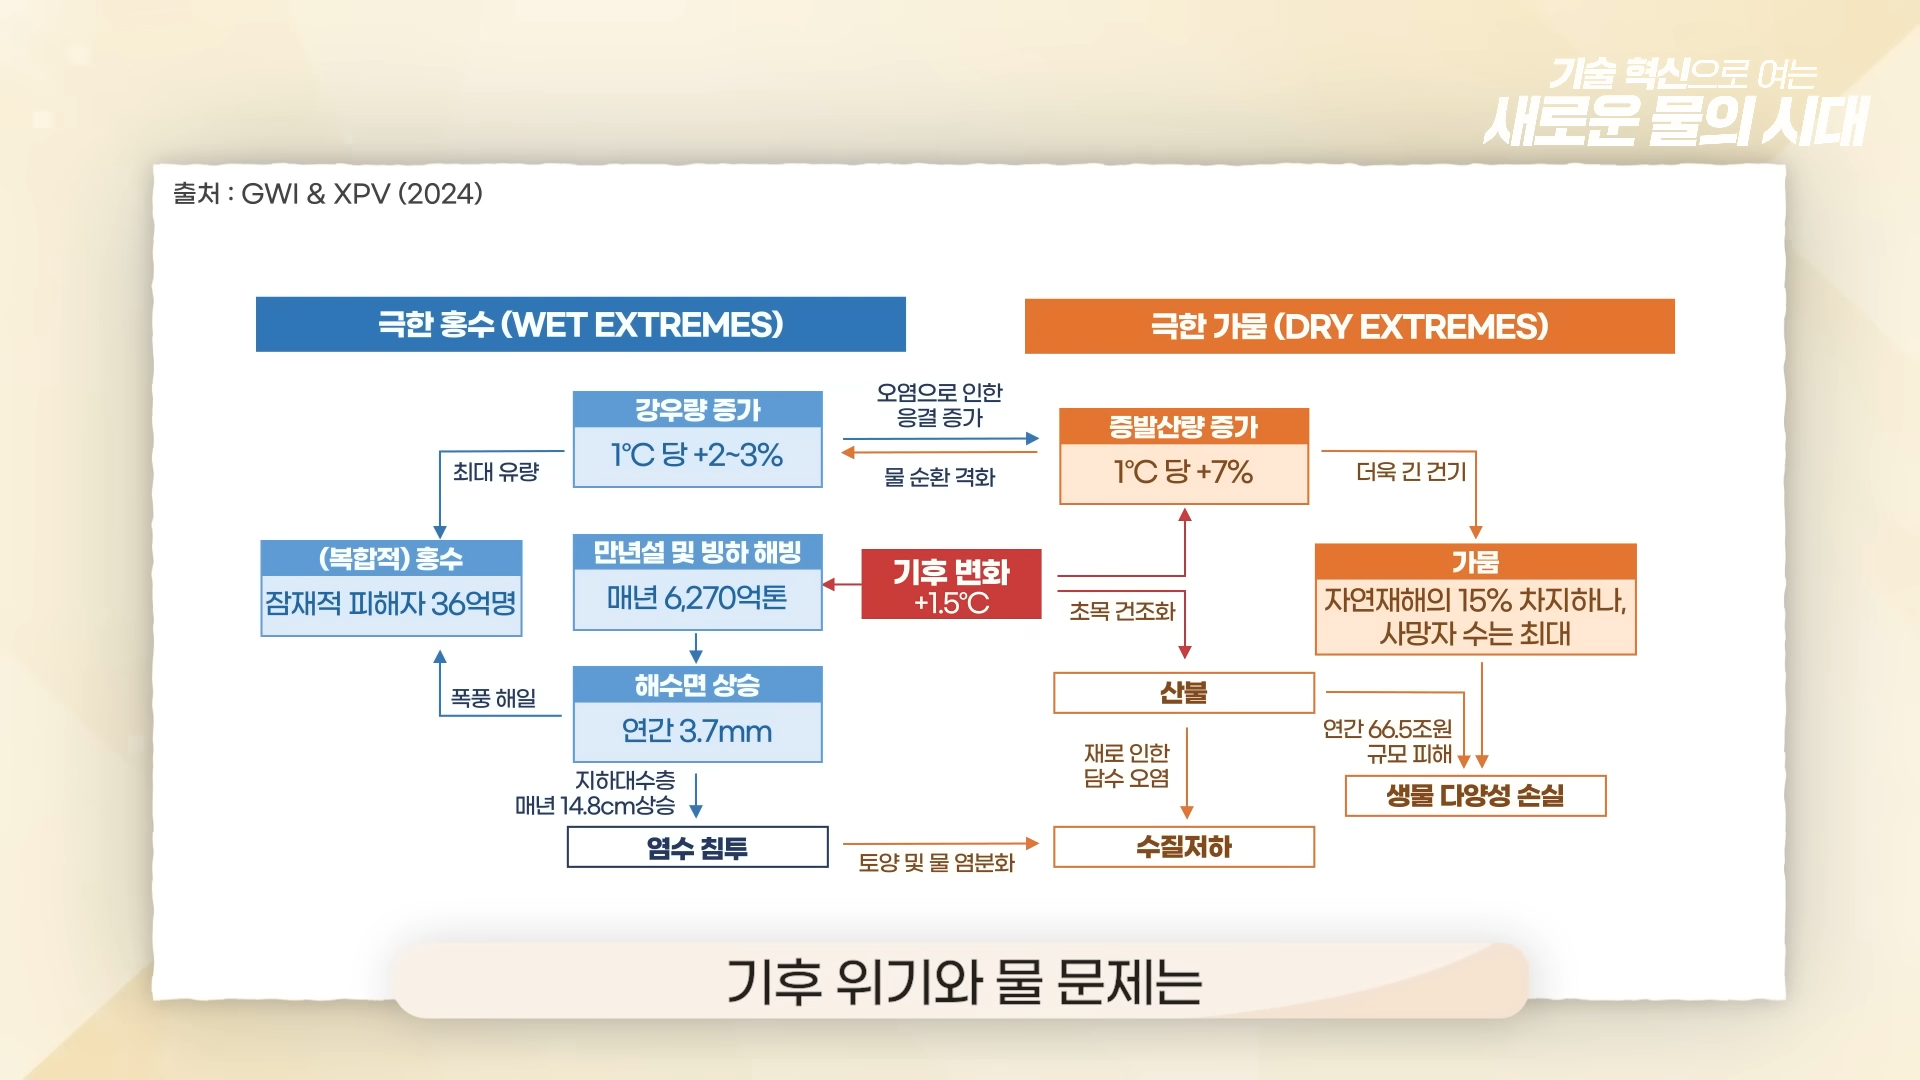 기술 혁신으로 여는
새로운 물의 시대
출처 : GWI & XPV (2024)
극한 홍수 (WET EXTREMES)
극한 가뭄 (DRY EXTREMES)
강우량 증가
1℃ 당 +2~3%
오염으로 인한
응결 증가
물 순환 격화
증발산량 증가
1℃ 당 +7%
최대 유량
더욱 긴 건기
(복합적) 홍수
잠재적 피해자 36억명
만년설 및 빙하 해빙
매년 6,270억톤
기후 변화
+1.5℃
초목 건조화
가뭄
자연재해의 15% 차지하나,
사망자 수는 최대
폭풍 해일
해수면 상승
연간 3.7mm
산불
연간 66.5조원
규모 피해
지하대수층
매년 14.8cm상승
재로 인한
담수 오염
생물 다양성 손실
염수 침투
토양 및 물 염분화
수질저하
기후 위기와 물 문제는